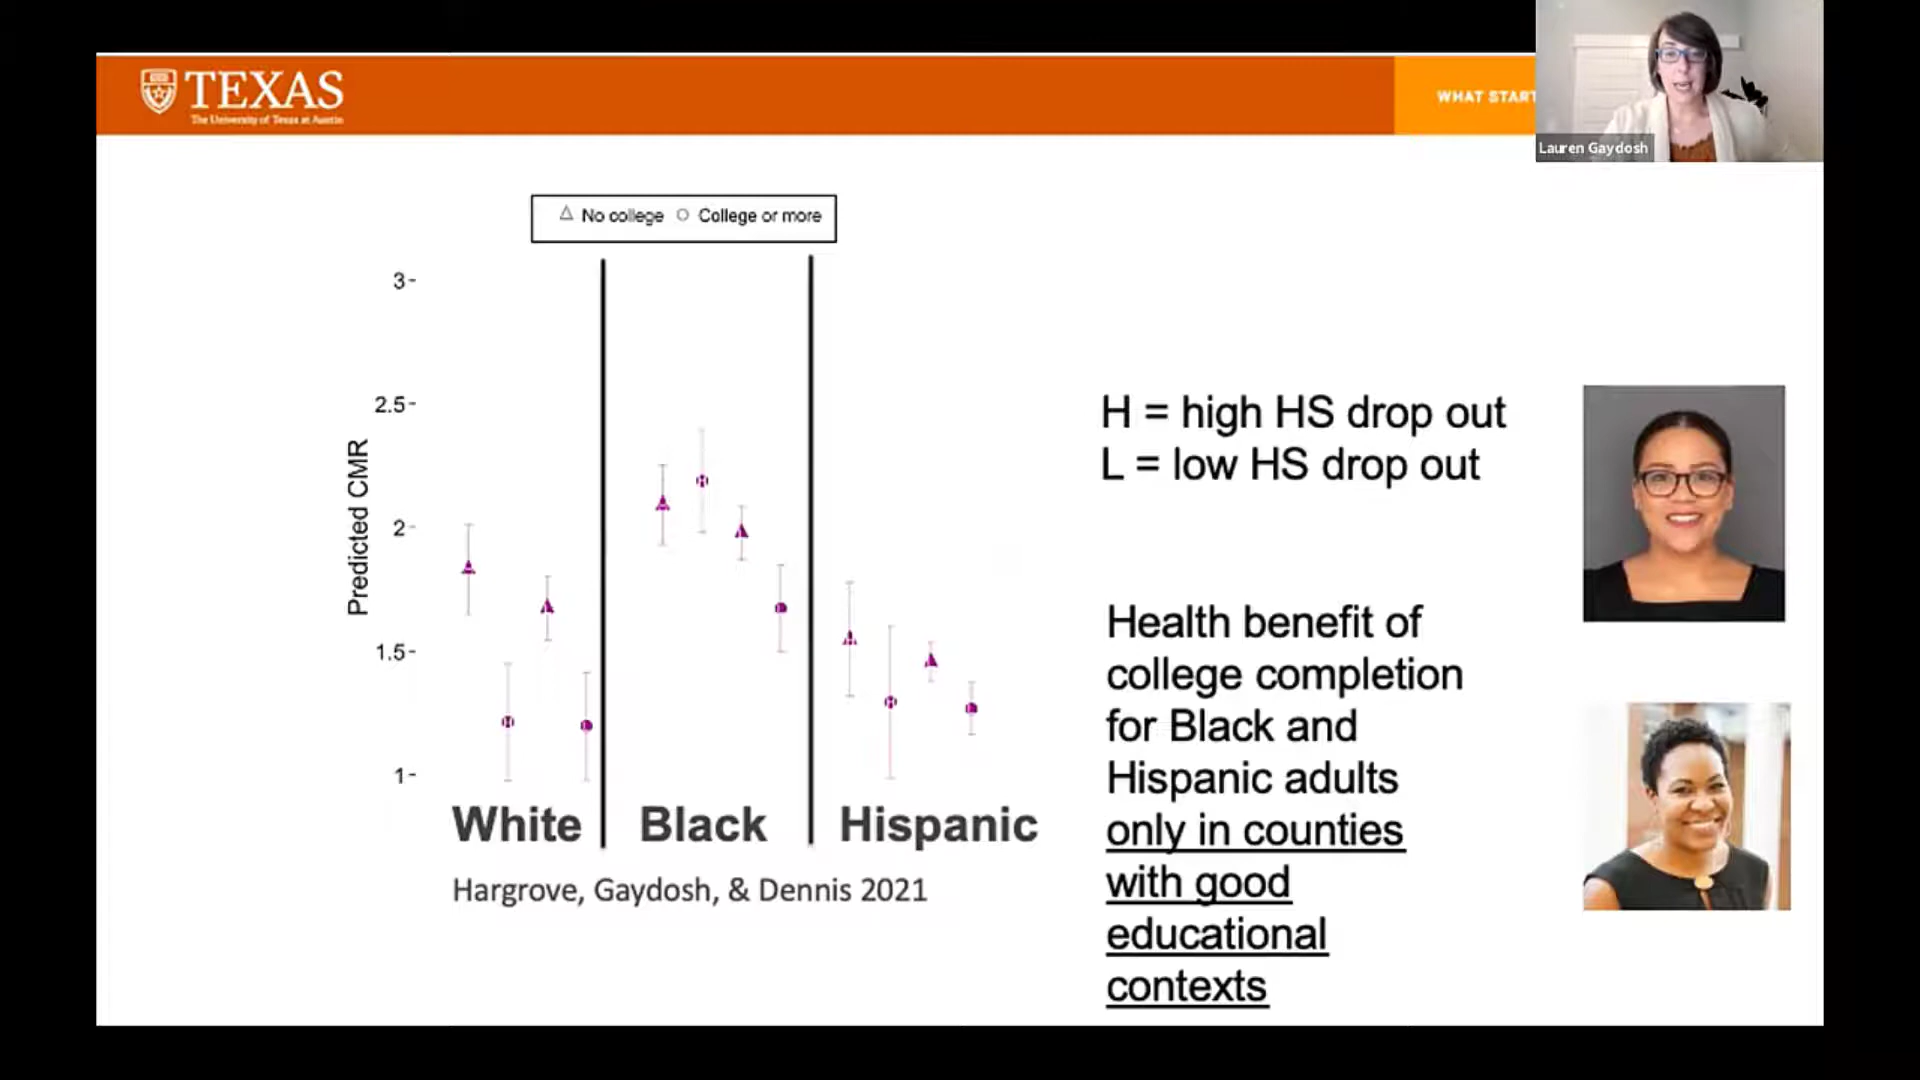 TEXAS
The University of Texas at Austin
WHAT START
Lauren Gaydosh
No college College or more
3
2.5
2
1.5
1
Predicted CMR
White
Black
Hispanic
Hargrove, Gaydosh, & Dennis 2021
H = high HS drop out
L = low HS drop out
Health benefit of
college completion
for Black and
Hispanic adults
only in counties
with good
educational
contexts